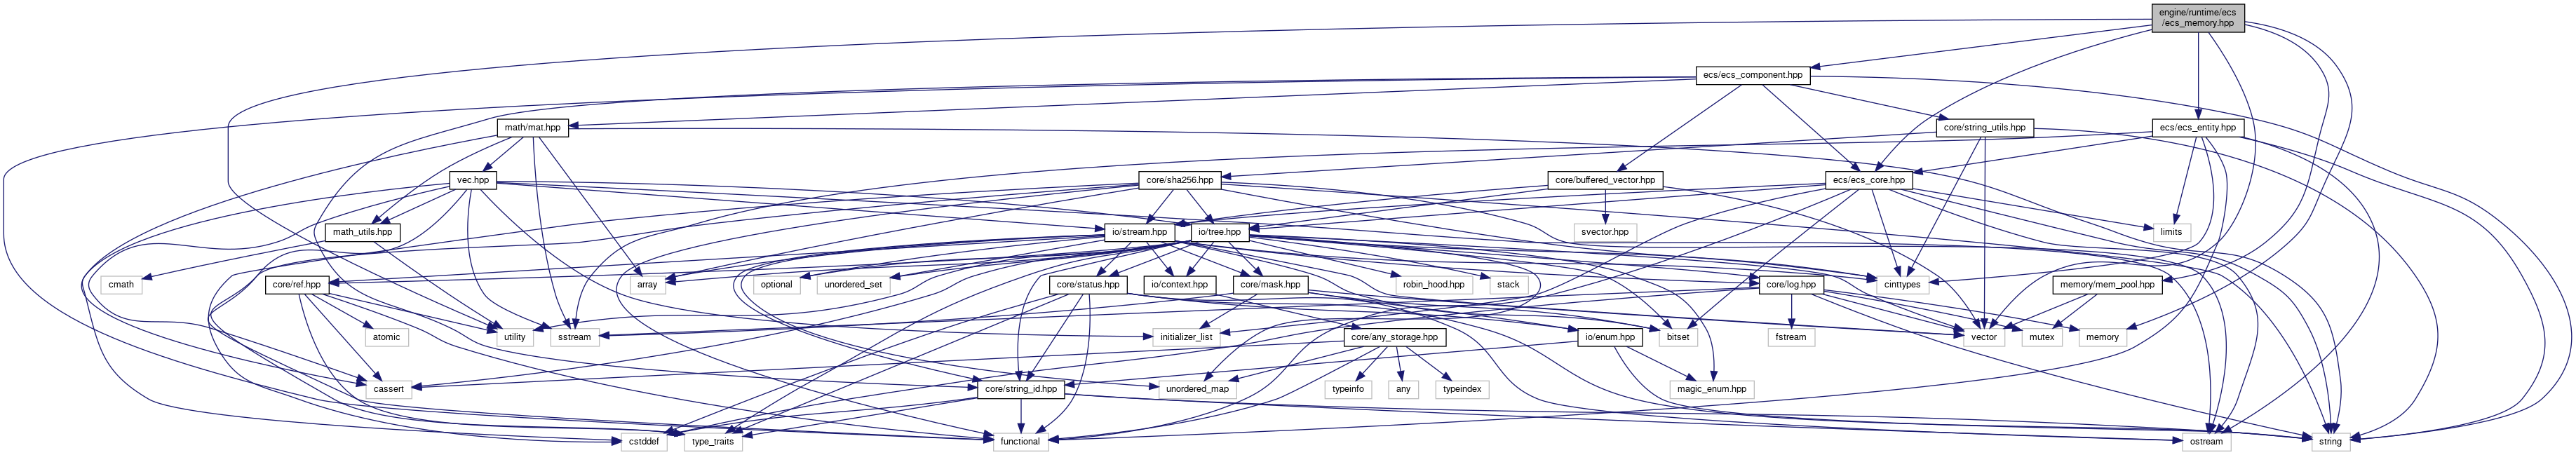 engine/runtime/ecs
/ecs_memory.hpp
ecs/ecs_component.hpp
math/mat.hpp
core/string_utils.hpp
ecs/ecs_entity.hpp
vec.hpp
core/sha256.hpp
core/buffered_vector.hpp
ecs/ecs_core.hpp
math_utils.hpp
io/stream.hpp
io/tree.hpp
svector.hpp
limits
cmath
core/ref.hpp
array
optional
unordered_set
core/status.hpp
io/context.hpp
core/mask.hpp
robin_hood.hpp
stack
core/log.hpp
cinttypes
memory/mem_pool.hpp
atomic
utility
sstream
initializer_list
core/any_storage.hpp
io/enum.hpp
bitset
fstream
vector
mutex
memory
cassert
core/string_id.hpp
unordered_map
typeinfo
any
typeindex
magic_enum.hpp
cstddef
type_traits
functional
ostream
string